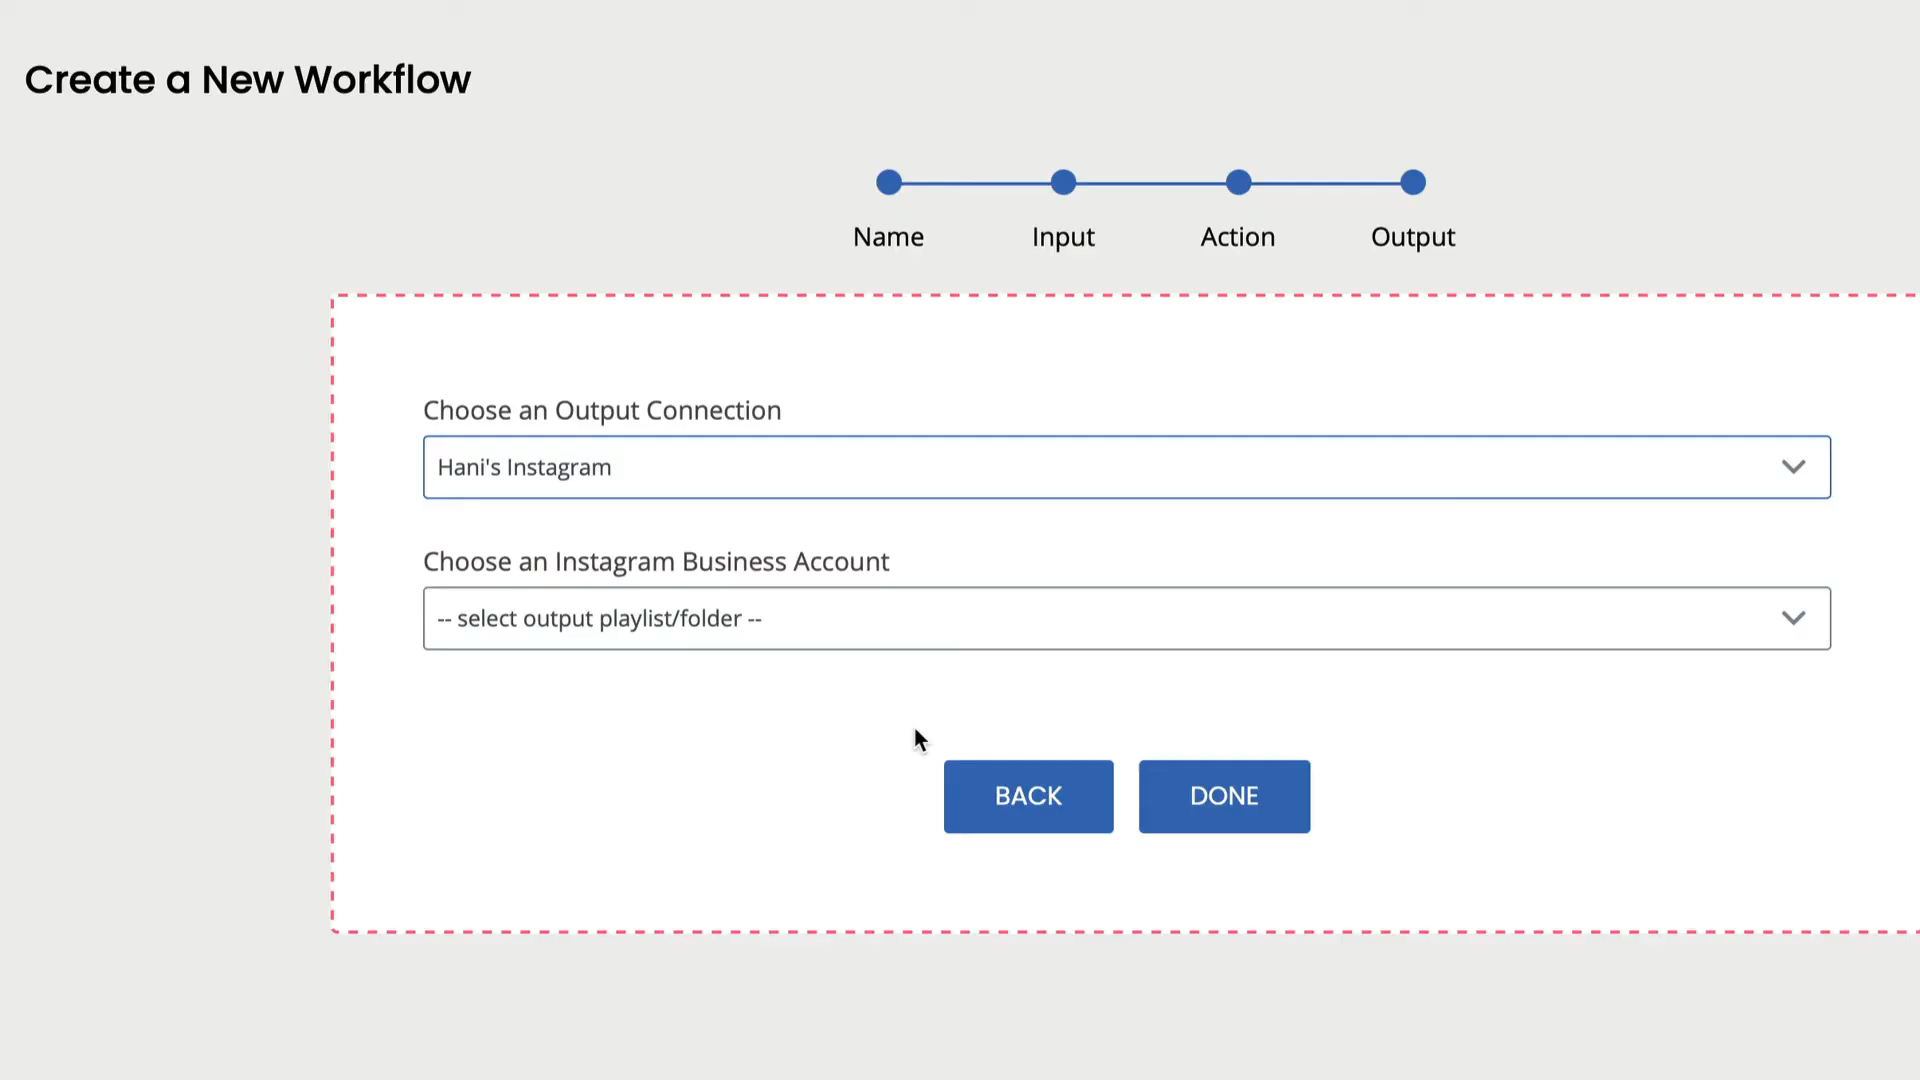 Create a New Workflow
Name Input Action Output
Choose an Output Connection
Hani's Instagram
Choose an Instagram Business Account
-- select output playlist/folder --
BACK DONE